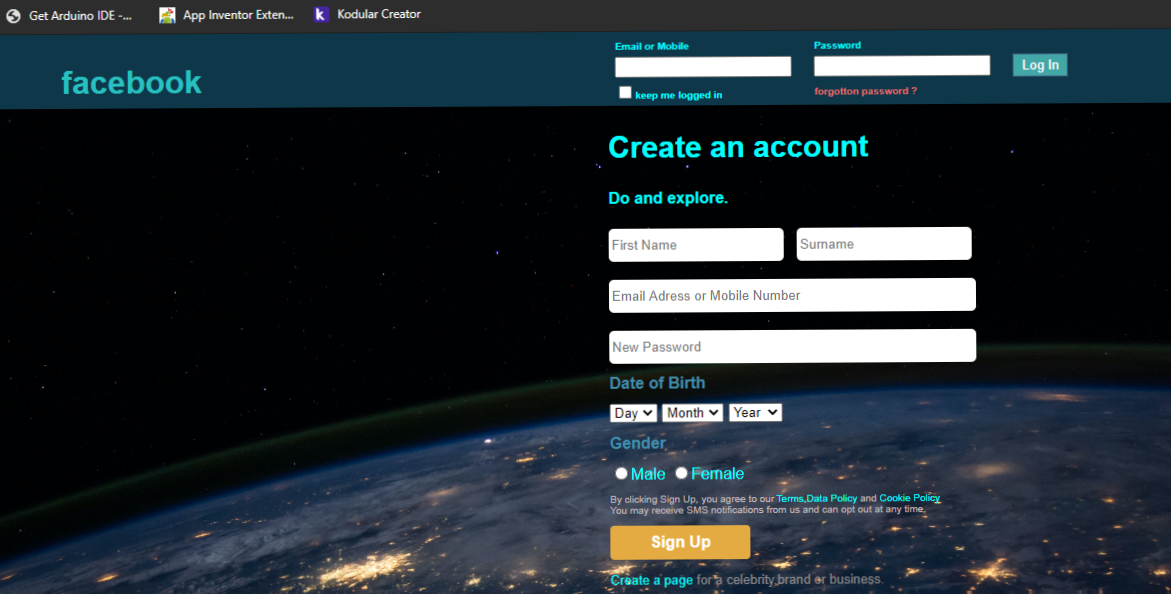 Get Arduino IDE -... App Inventor Exten... Kodular Creator
Email or Mobile Password
facebook
Log In
keep me logged in forgotton password ?
Create an account
Do and explore.
First Name Surname
Email Adress or Mobile Number
New Password
Date of Birth
Day Month Year
Gender
Male Female
By clicking Sign Up, you agree to our Terms,Data Policy and Cookie Policy
You may receive SMS notifications from us and can opt out at any time.
Sign Up
Create a page for a celebrity,brand or business.